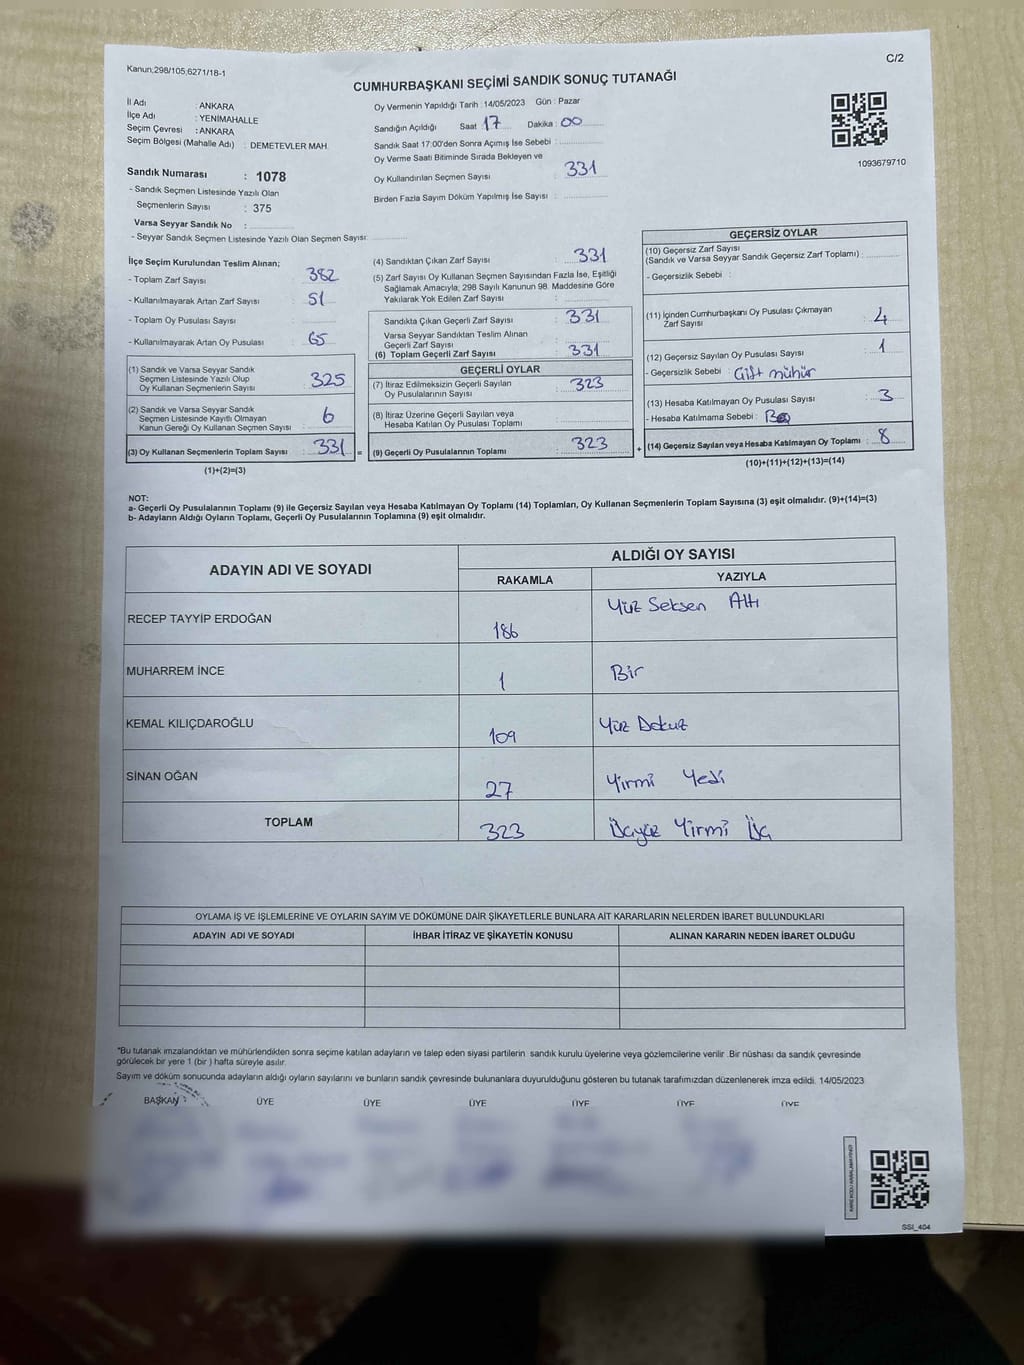 Kanun;298/105;6271/18-1
C/2
CUMHURBAŞKANI SEÇİMİ SANDIK SONUÇ TUTANAĞI
İl Adı : ANKARA
İlçe Adı : YENİMAHALLE
Seçim Çevresi : ANKARA
Seçim Bölgesi (Mahalle Adı) : DEMETEVLER MAH.
Sandık Numarası : 1078
- Sandık Seçmen Listesinde Yazılı Olan
Seçmenlerin Sayısı : 375
Varsa Seyyar Sandık No :
- Seyyar Sandık Seçmen Listesinde Yazılı Olan Seçmen Sayısı:
Oy Vermenin Yapıldığı Tarih : 14/05/2023 Gün : Pazar
Sandığın Açıldığı Saat 17 Dakika : 00
Sandık Saat 17:00'den Sonra Açımış İse Sebebi :
Oy Verme Saati Bitiminde Sırada Bekleyen ve
Oy Kullandırılan Seçmen Sayısı : 331
Birden Fazla Sayım Döküm Yapılmış İse Sayısı :
1093679710
İlçe Seçim Kurulundan Teslim Alınan;
- Toplam Zarf Sayısı : 382
- Kullanılmayarak Artan Zarf Sayısı : 51
- Toplam Oy Pusulası Sayısı :
- Kullanılmayarak Artan Oy Pusulası : 65
(1) Sandık ve Varsa Seyyar Sandık
Seçmen Listesinde Yazılı Olup
Oy Kullanan Seçmenlerin Sayısı : 325
(2) Sandık ve Varsa Seyyar Sandık
Seçmen Listesinde Kayıtlı Olmayan
Kanun Gereği Oy Kullanan Seçmen Sayısı : 6
(3) Oy Kullanan Seçmenlerin Toplam Sayısı : 331 =
(1)+(2)=(3)
(4) Sandıktan Çıkan Zarf Sayısı : 331
(5) Zarf Sayısı Oy Kullanan Seçmen Sayısından Fazla İse, Eşitliği
Sağlamak Amacıyla; 298 Sayılı Kanunun 98. Maddesine Göre
Yakılarak Yok Edilen Zarf Sayısı :
Sandıkta Çıkan Geçerli Zarf Sayısı : 331
Varsa Seyyar Sandıktan Teslim Alınan
Geçerli Zarf Sayısı :
(6) Toplam Geçerli Zarf Sayısı : 331
GEÇERLİ OYLAR
(7) İtiraz Edilmeksizin Geçerli Sayılan
Oy Pusulalarının Sayısı : 323
(8) İtiraz Üzerine Geçerli Sayılan veya
Hesaba Katılan Oy Pusulası Toplamı :
(9) Geçerli Oy Pusulalarının Toplamı : 323 +
GEÇERSİZ OYLAR
(10) Geçersiz Zarf Sayısı
(Sandık ve Varsa Seyyar Sandık Geçersiz Zarf Toplamı) :
- Geçersizlik Sebebi :
(11) İçinden Cumhurbaşkanı Oy Pusulası Çıkmayan
Zarf Sayısı : 4
(12) Geçersiz Sayılan Oy Pusulası Sayısı : 1
- Geçersizlik Sebebi : Çift mühür
(13) Hesaba Katılmayan Oy Pusulası Sayısı : 3
- Hesaba Katılmama Sebebi :
(14) Geçersiz Sayılan veya Hesaba Katılmayan Oy Toplamı : 8
(10)+(11)+(12)+(13)=(14)
NOT:
a- Geçerli Oy Pusulalarının Toplamı (9) ile Geçersiz Sayılan veya Hesaba Katılmayan Oy Toplamı (14) Toplamları, Oy Kullanan Seçmenlerin Toplam Sayısına (3) eşit olmalıdır. (9)+(14)=(3)
b- Adayların Aldığı Oyların Toplamı, Geçerli Oy Pusulalarının Toplamına (9) eşit olmalıdır.
ADAYIN ADI VE SOYADI
ALDIĞI OY SAYISI
RAKAMLA YAZIYLA
RECEP TAYYİP ERDOĞAN 186 Yüz Seksen Altı
MUHARREM İNCE 1 Bir
KEMAL KILIÇDAROĞLU 109 Yüz Dokuz
SİNAN OĞAN 27 Yirmi Yedi
TOPLAM 323 Üçyüz Yirmi Üç
OYLAMA İŞ VE İŞLEMLERİNE VE OYLARIN SAYIM VE DÖKÜMÜNE DAİR ŞİKAYETLERLE BUNLARA AİT KARARLARIN NELERDEN İBARET BULUNDUKLARI
ADAYIN ADI VE SOYADI İHBAR İTİRAZ VE ŞİKAYETİN KONUSU ALINAN KARARIN NEDEN İBARET OLDUĞU
*Bu tutanak imzalandıktan ve mühürlendikten sonra seçime katılan adayların ve talep eden siyasi partilerin sandık kurulu üyelerine veya gözlemcilerine verilir .Bir nüshası da sandık çevresinde
görülecek bir yere 1 (bir ) hafta süreyle asılır.
Sayım ve döküm sonucunda adayların aldığı oyların sayılarını ve bunların sandık çevresinde bulunanlara duyurulduğunu gösteren bu tutanak tarafımızdan düzenlenerek imza edildi. 14/05/2023
BAŞKAN ÜYE ÜYE ÜYE ÜYE ÜYE ÜYE
SSI_404